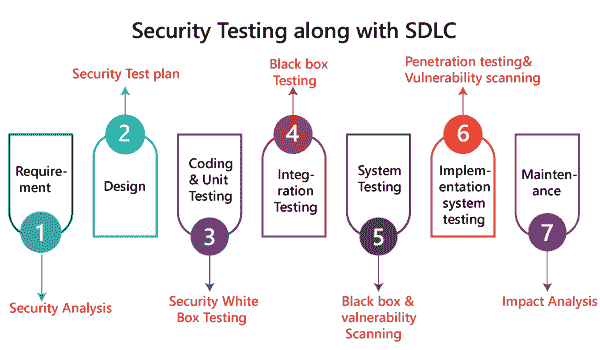 Security Testing along with SDLC
Security Test plan
Black box
Testing
Penetration testing&
Vulnerability scanning
Require-
ment
1
Security Analysis
2
Design
Coding
& Unit
Testing
3
Security White
Box Testing
4
Integ-
ration
Testing
System
Testing
5
Black box &
valnerability
Scanning
6
Implem-
entation
system
testing
Mainten-
ance
7
Impact Analysis